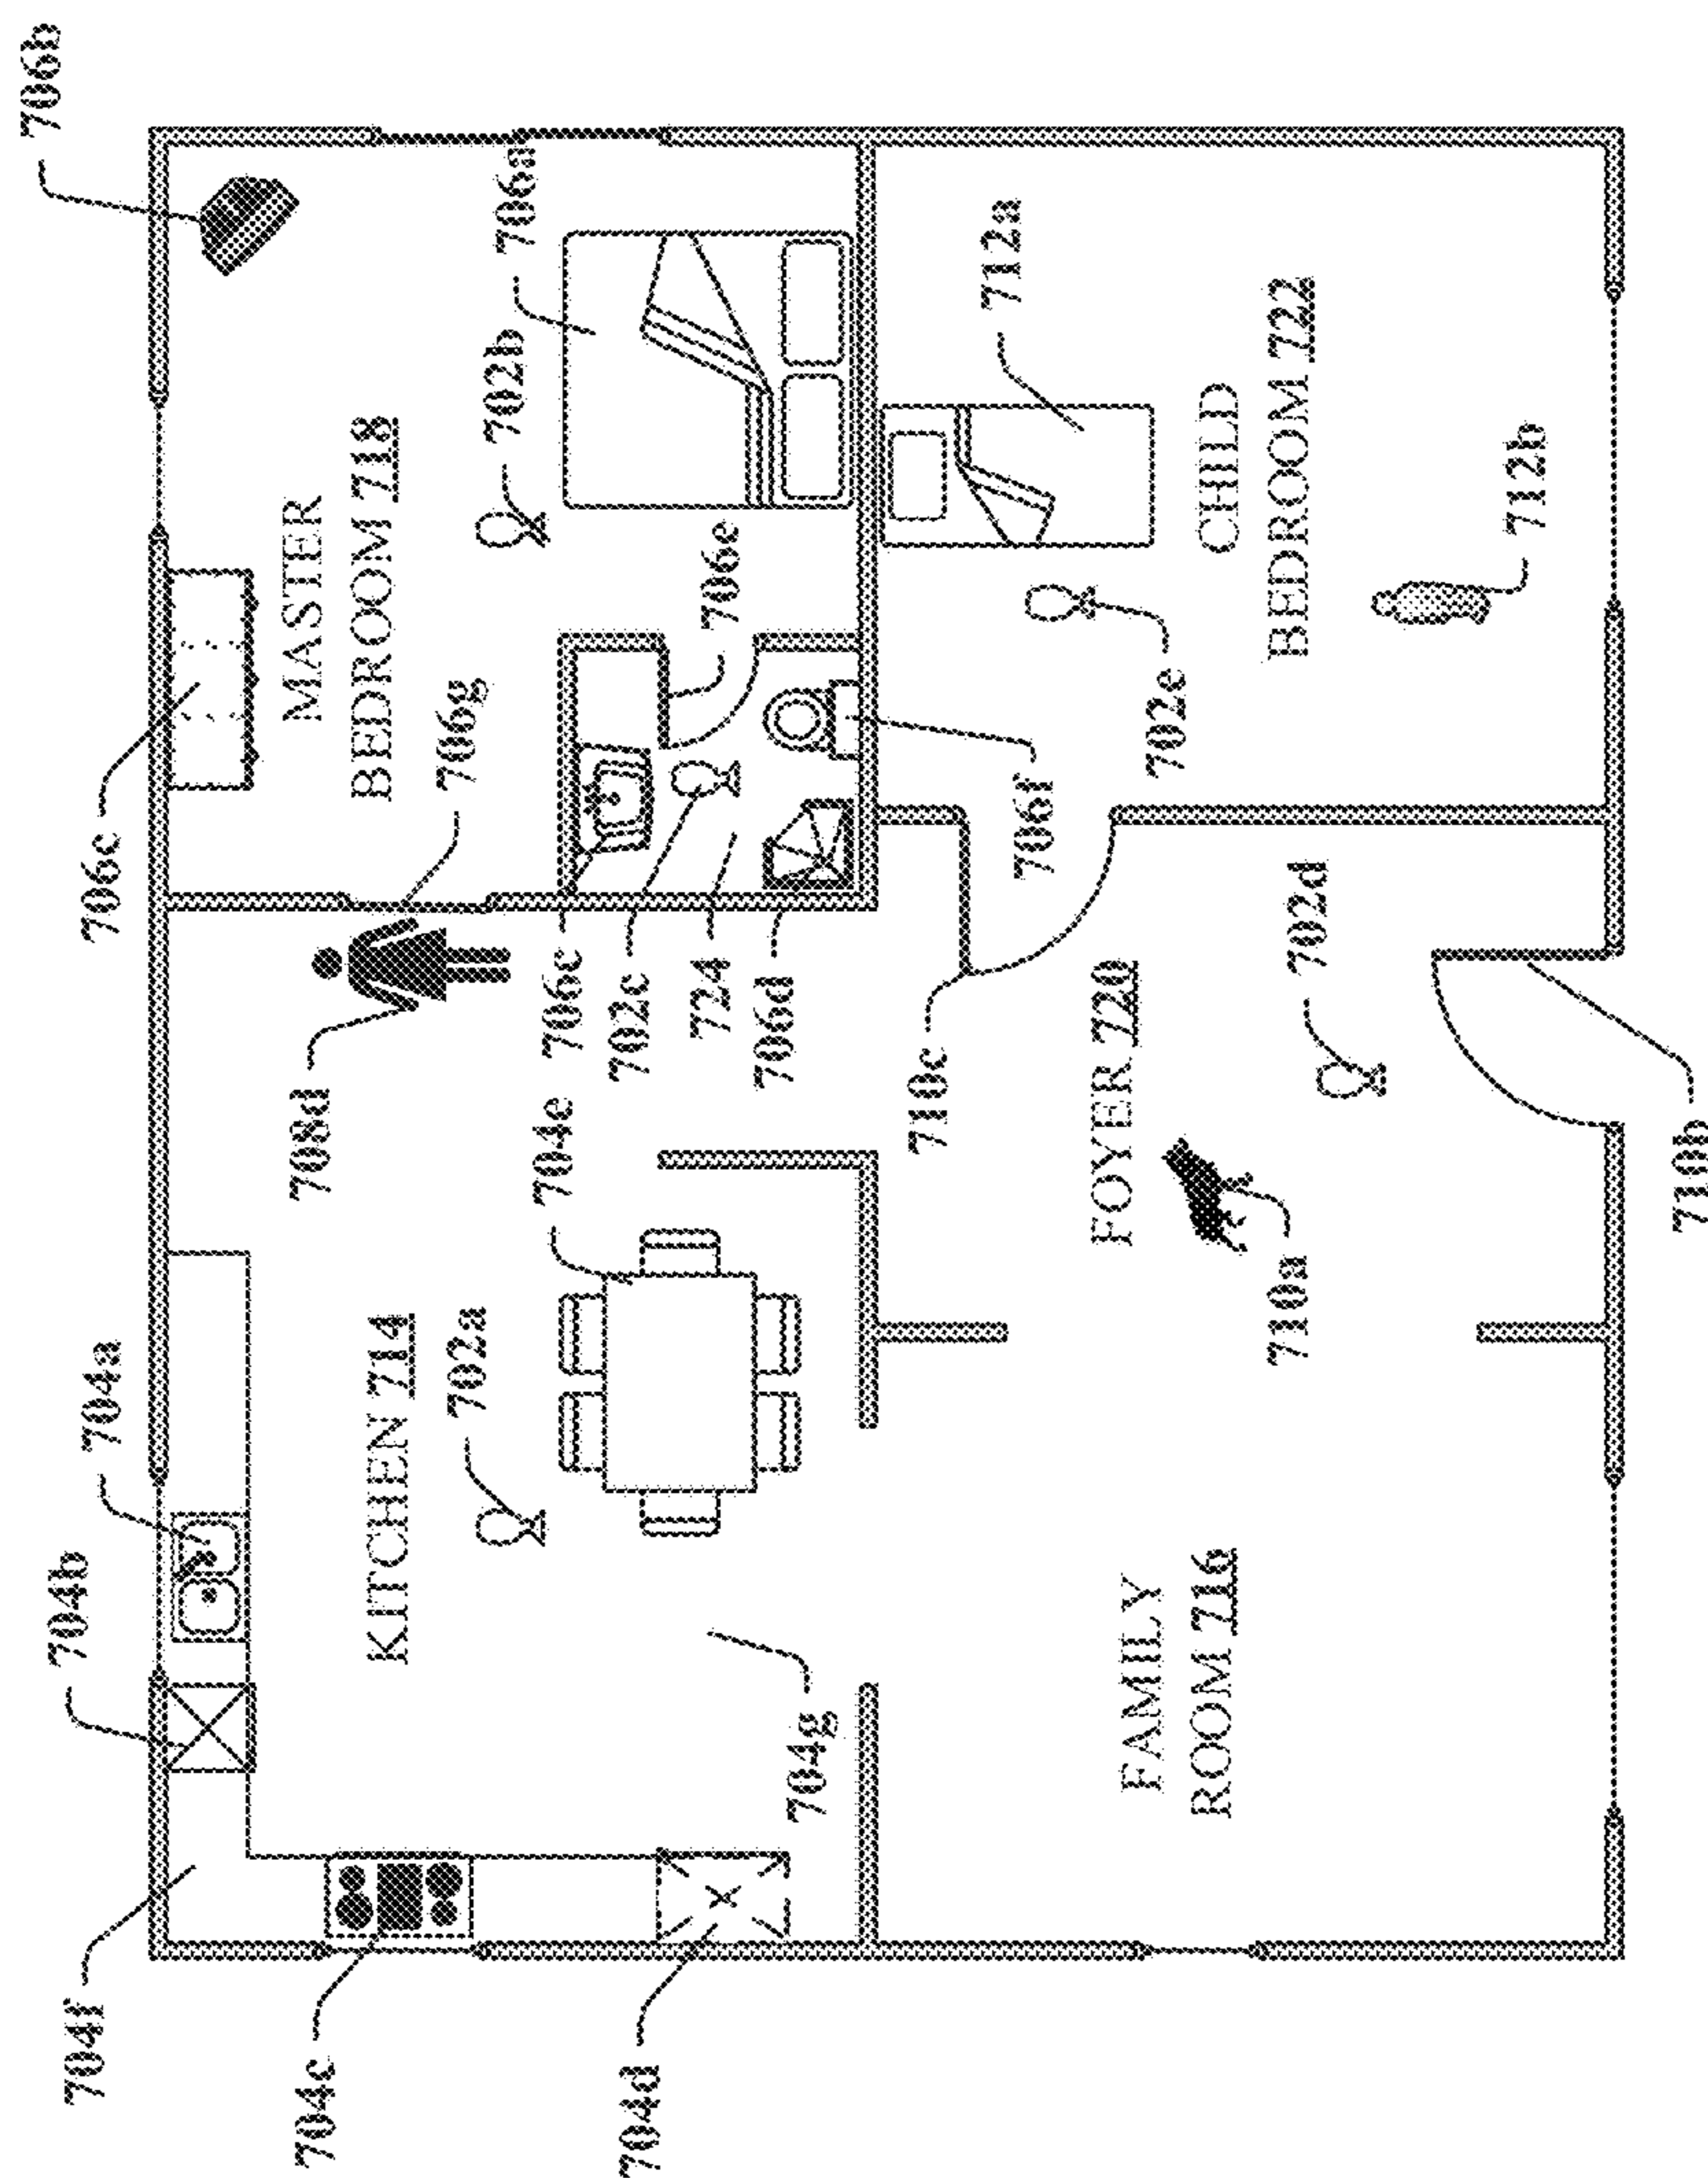 706b
704f
704b
704a
706c
704c
708d
MASTER
BEDROOM 718
KITCHEN 714
702a
706g
702b
706a
704e
706c
704d
702c
724
706e
706d
704g
710c
712a
706f
FOYER 720
FAMILY
ROOM 716
702e
CHILD
BEDROOM 722
710a
702d
712b
710b